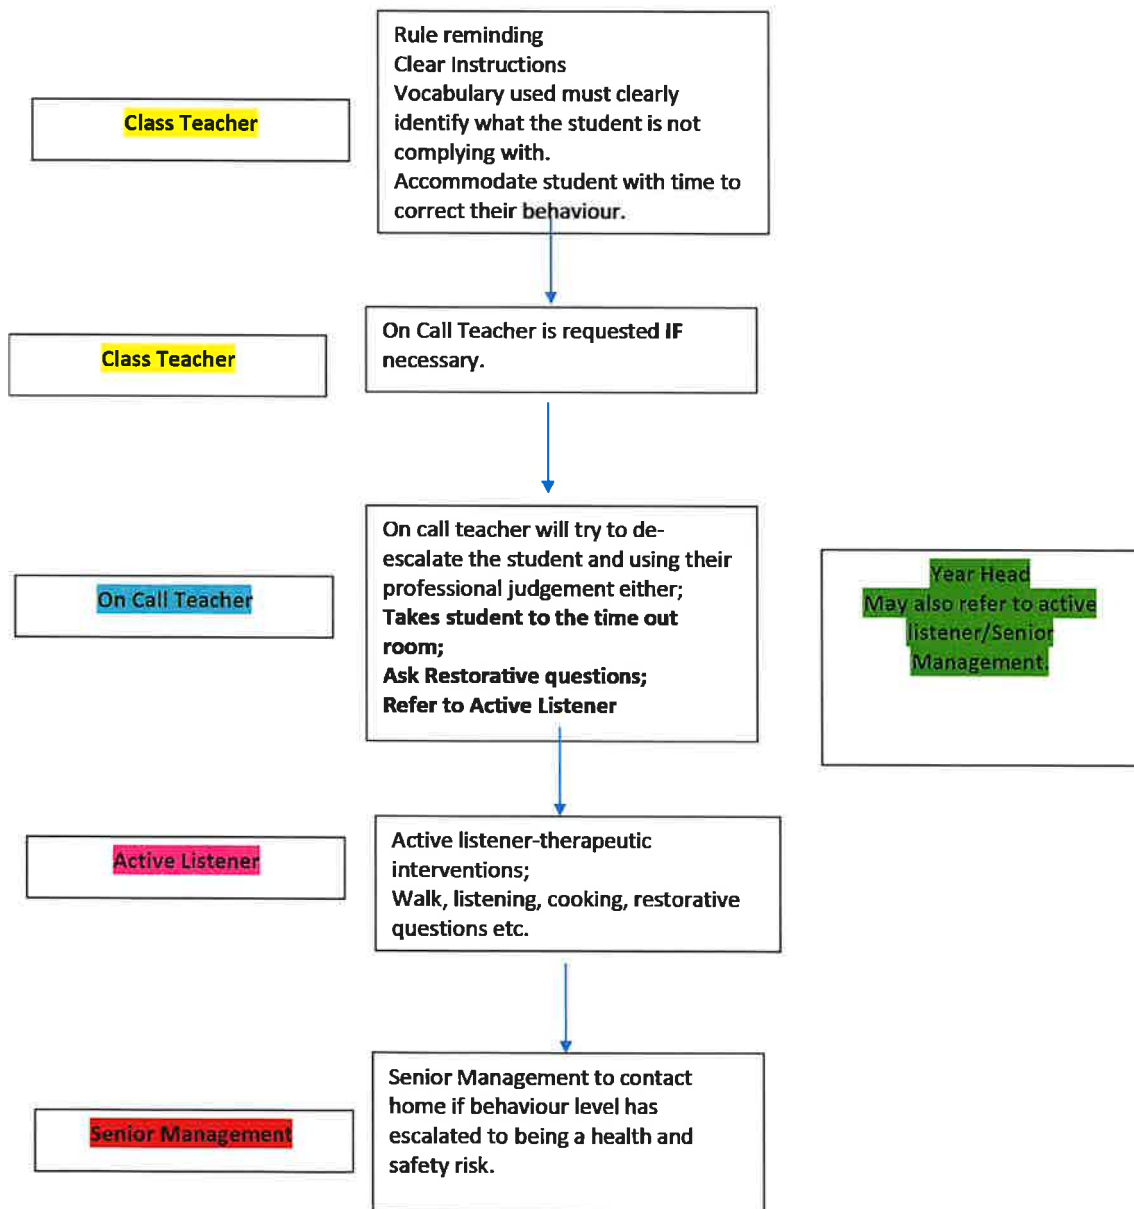 Rule reminding
Clear Instructions
Vocabulary used must clearly
identify what the student is not
complying with.
Accommodate student with time to
correct their behaviour.
Class Teacher
On Call Teacher is requested IF
necessary.
Class Teacher
On call teacher will try to de-
escalate the student and using their
professional judgement either;
Takes student to the time out
room;
Ask Restorative questions;
Refer to Active Listener
On Call Teacher
Year Head
May also refer to active
listener/Senior
Management.
Active Listener
Active listener-therapeutic
interventions;
Walk, listening, cooking, restorative
questions etc.
Senior Management to contact
home if behaviour level has
escalated to being a health and
safety risk.
Senior Management